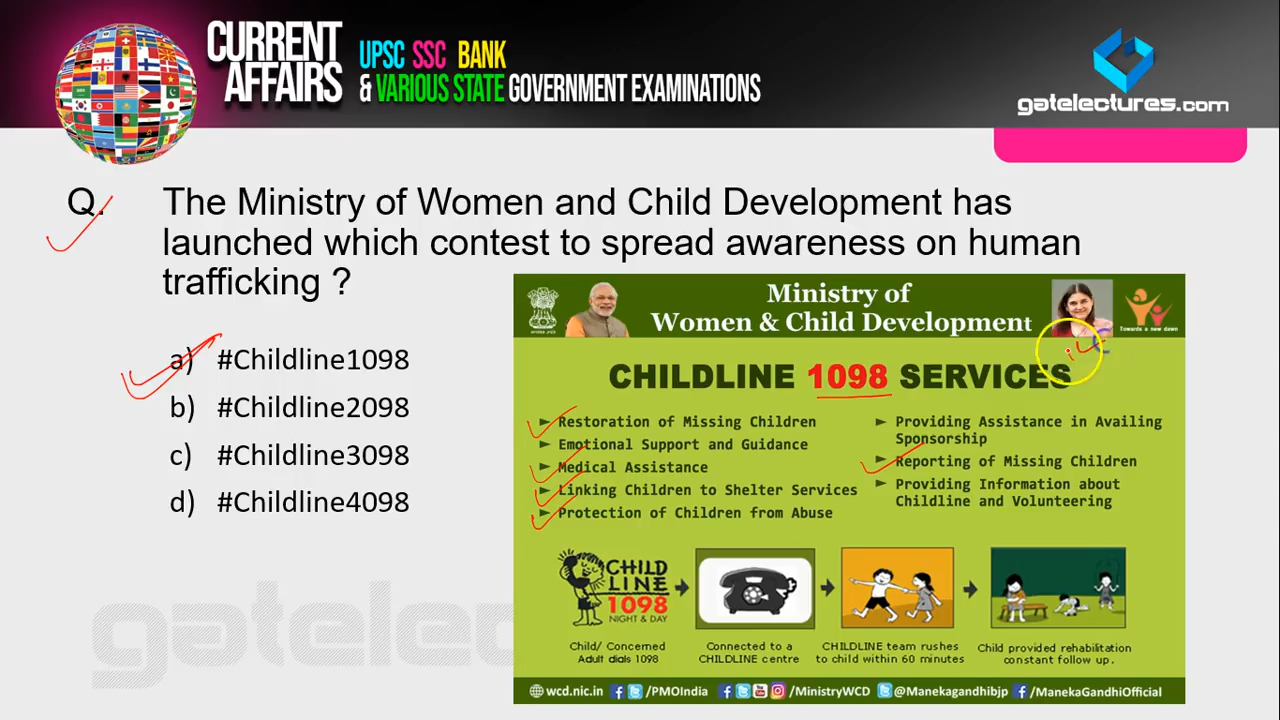 CURRENT
AFFAIRS
UPSC SSC BANK
& VARIOUS STATE GOVERNMENT EXAMINATIONS
gatelectures.com
Q. The Ministry of Women and Child Development has
launched which contest to spread awareness on human
trafficking ?
a) #Childline1098
b) #Childline2098
c) #Childline3098
d) #Childline4098
Ministry of
Women & Child Development
Towards a new dawn
CHILDLINE 1098 SERVICES
► Restoration of Missing Children
► Emotional Support and Guidance
► Medical Assistance
► Linking Children to Shelter Services
► Protection of Children from Abuse
► Providing Assistance in Availing
Sponsorship
► Reporting of Missing Children
► Providing Information about
Childline and Volunteering
CHILD
LINE
1098
NIGHT & DAY
Child/ Concerned
Adult dials 1098
Connected to a
CHILDLINE centre
CHILDLINE team rushes
to child within 60 minutes
Child provided rehabilitation
constant follow up.
wcd.nic.in /PMOIndia /MinistryWCD @Manekagandhibjp /ManekaGandhiOfficial
gatelectu